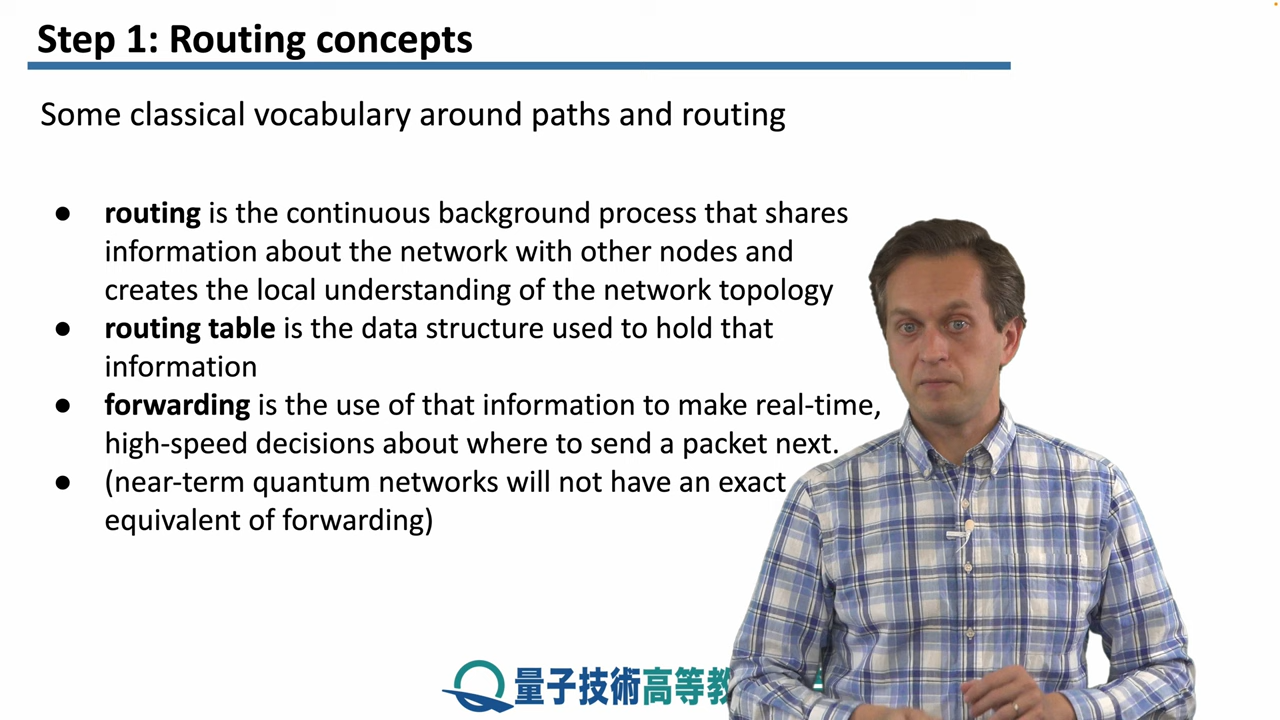 Step 1: Routing concepts
Some classical vocabulary around paths and routing
● routing is the continuous background process that shares
information about the network with other nodes and
creates the local understanding of the network topology
● routing table is the data structure used to hold that
information
● forwarding is the use of that information to make real-time,
high-speed decisions about where to send a packet next.
● (near-term quantum networks will not have an exact
equivalent of forwarding)
量子技術高等教